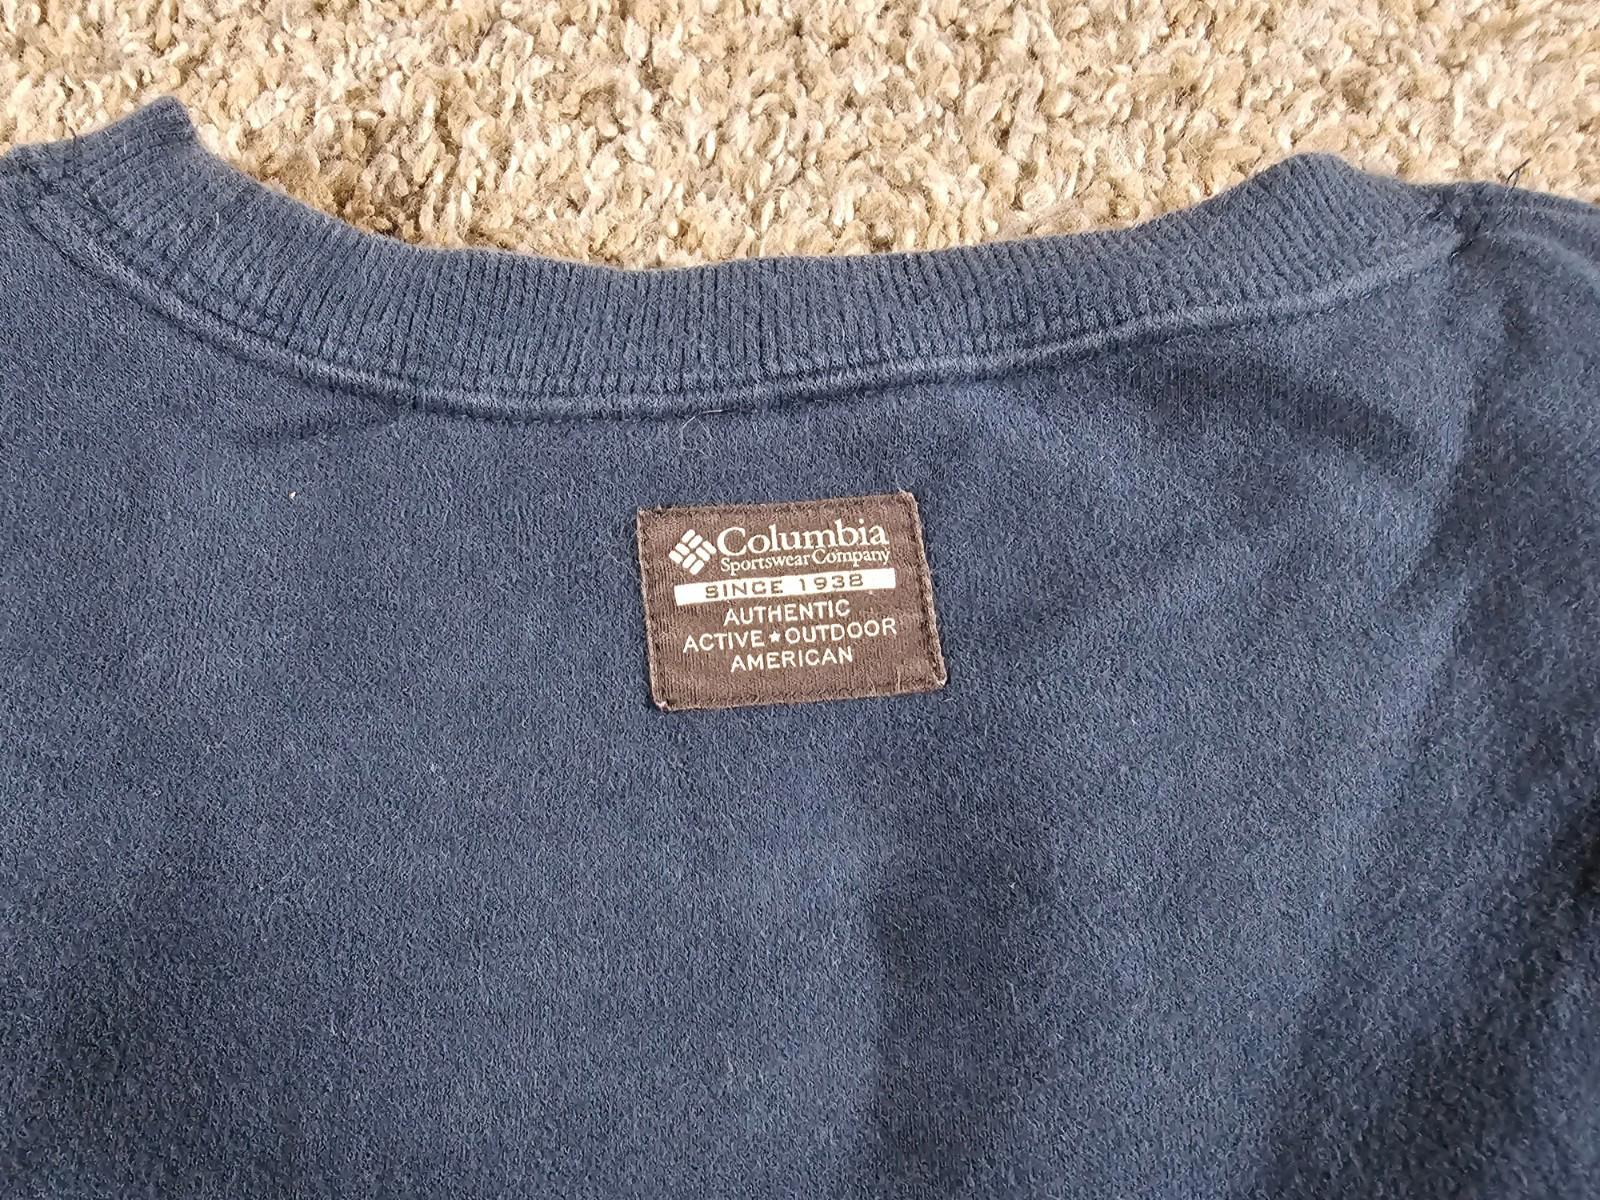 Columbia
Sportswear Company
SINCE 1938
AUTHENTIC
ACTIVE★OUTDOOR
AMERICAN